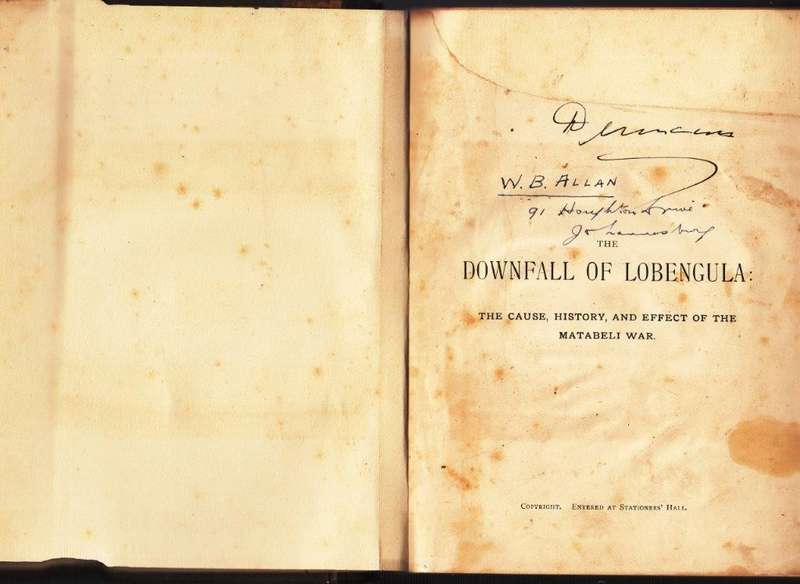 W. B. ALLAN
91 Houghton Drive
Johannesburg
THE
DOWNFALL OF LOBENGULA:
THE CAUSE, HISTORY, AND EFFECT OF THE
MATABELI WAR.
COPYRIGHT. ENTERED AT STATIONERS' HALL.